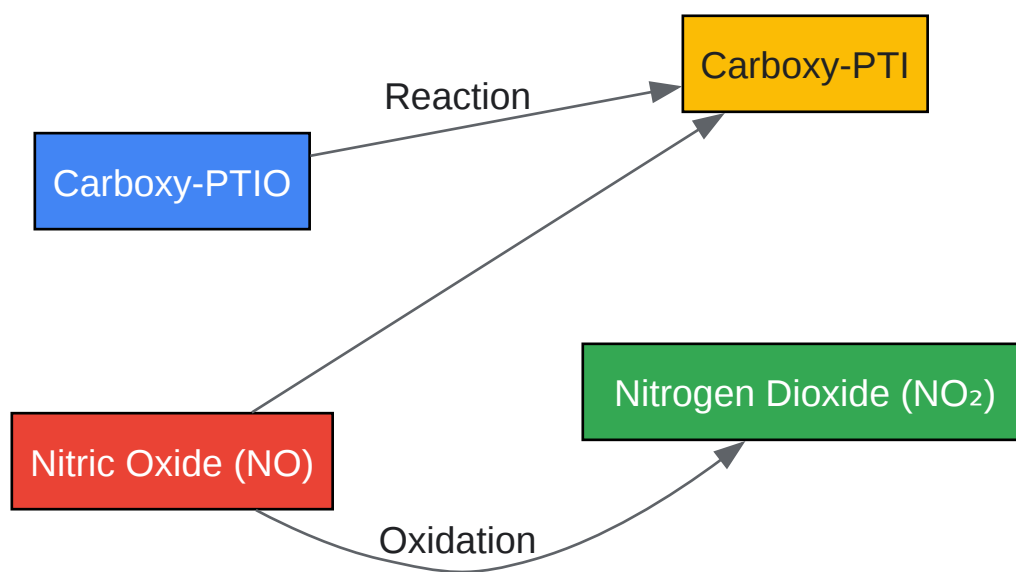 Carboxy-PTI
Reaction
Carboxy-PTIO
Nitrogen Dioxide (NO₂)
Nitric Oxide (NO)
Oxidation